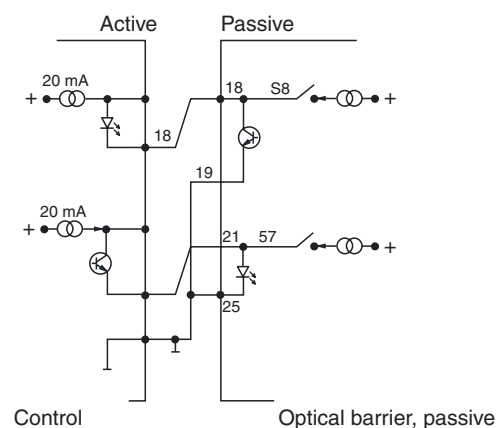 Active Passive
20 mA
+
18 S8
+
18
19
20 mA
+
21 57
+
25
Control Optical barrier, passive